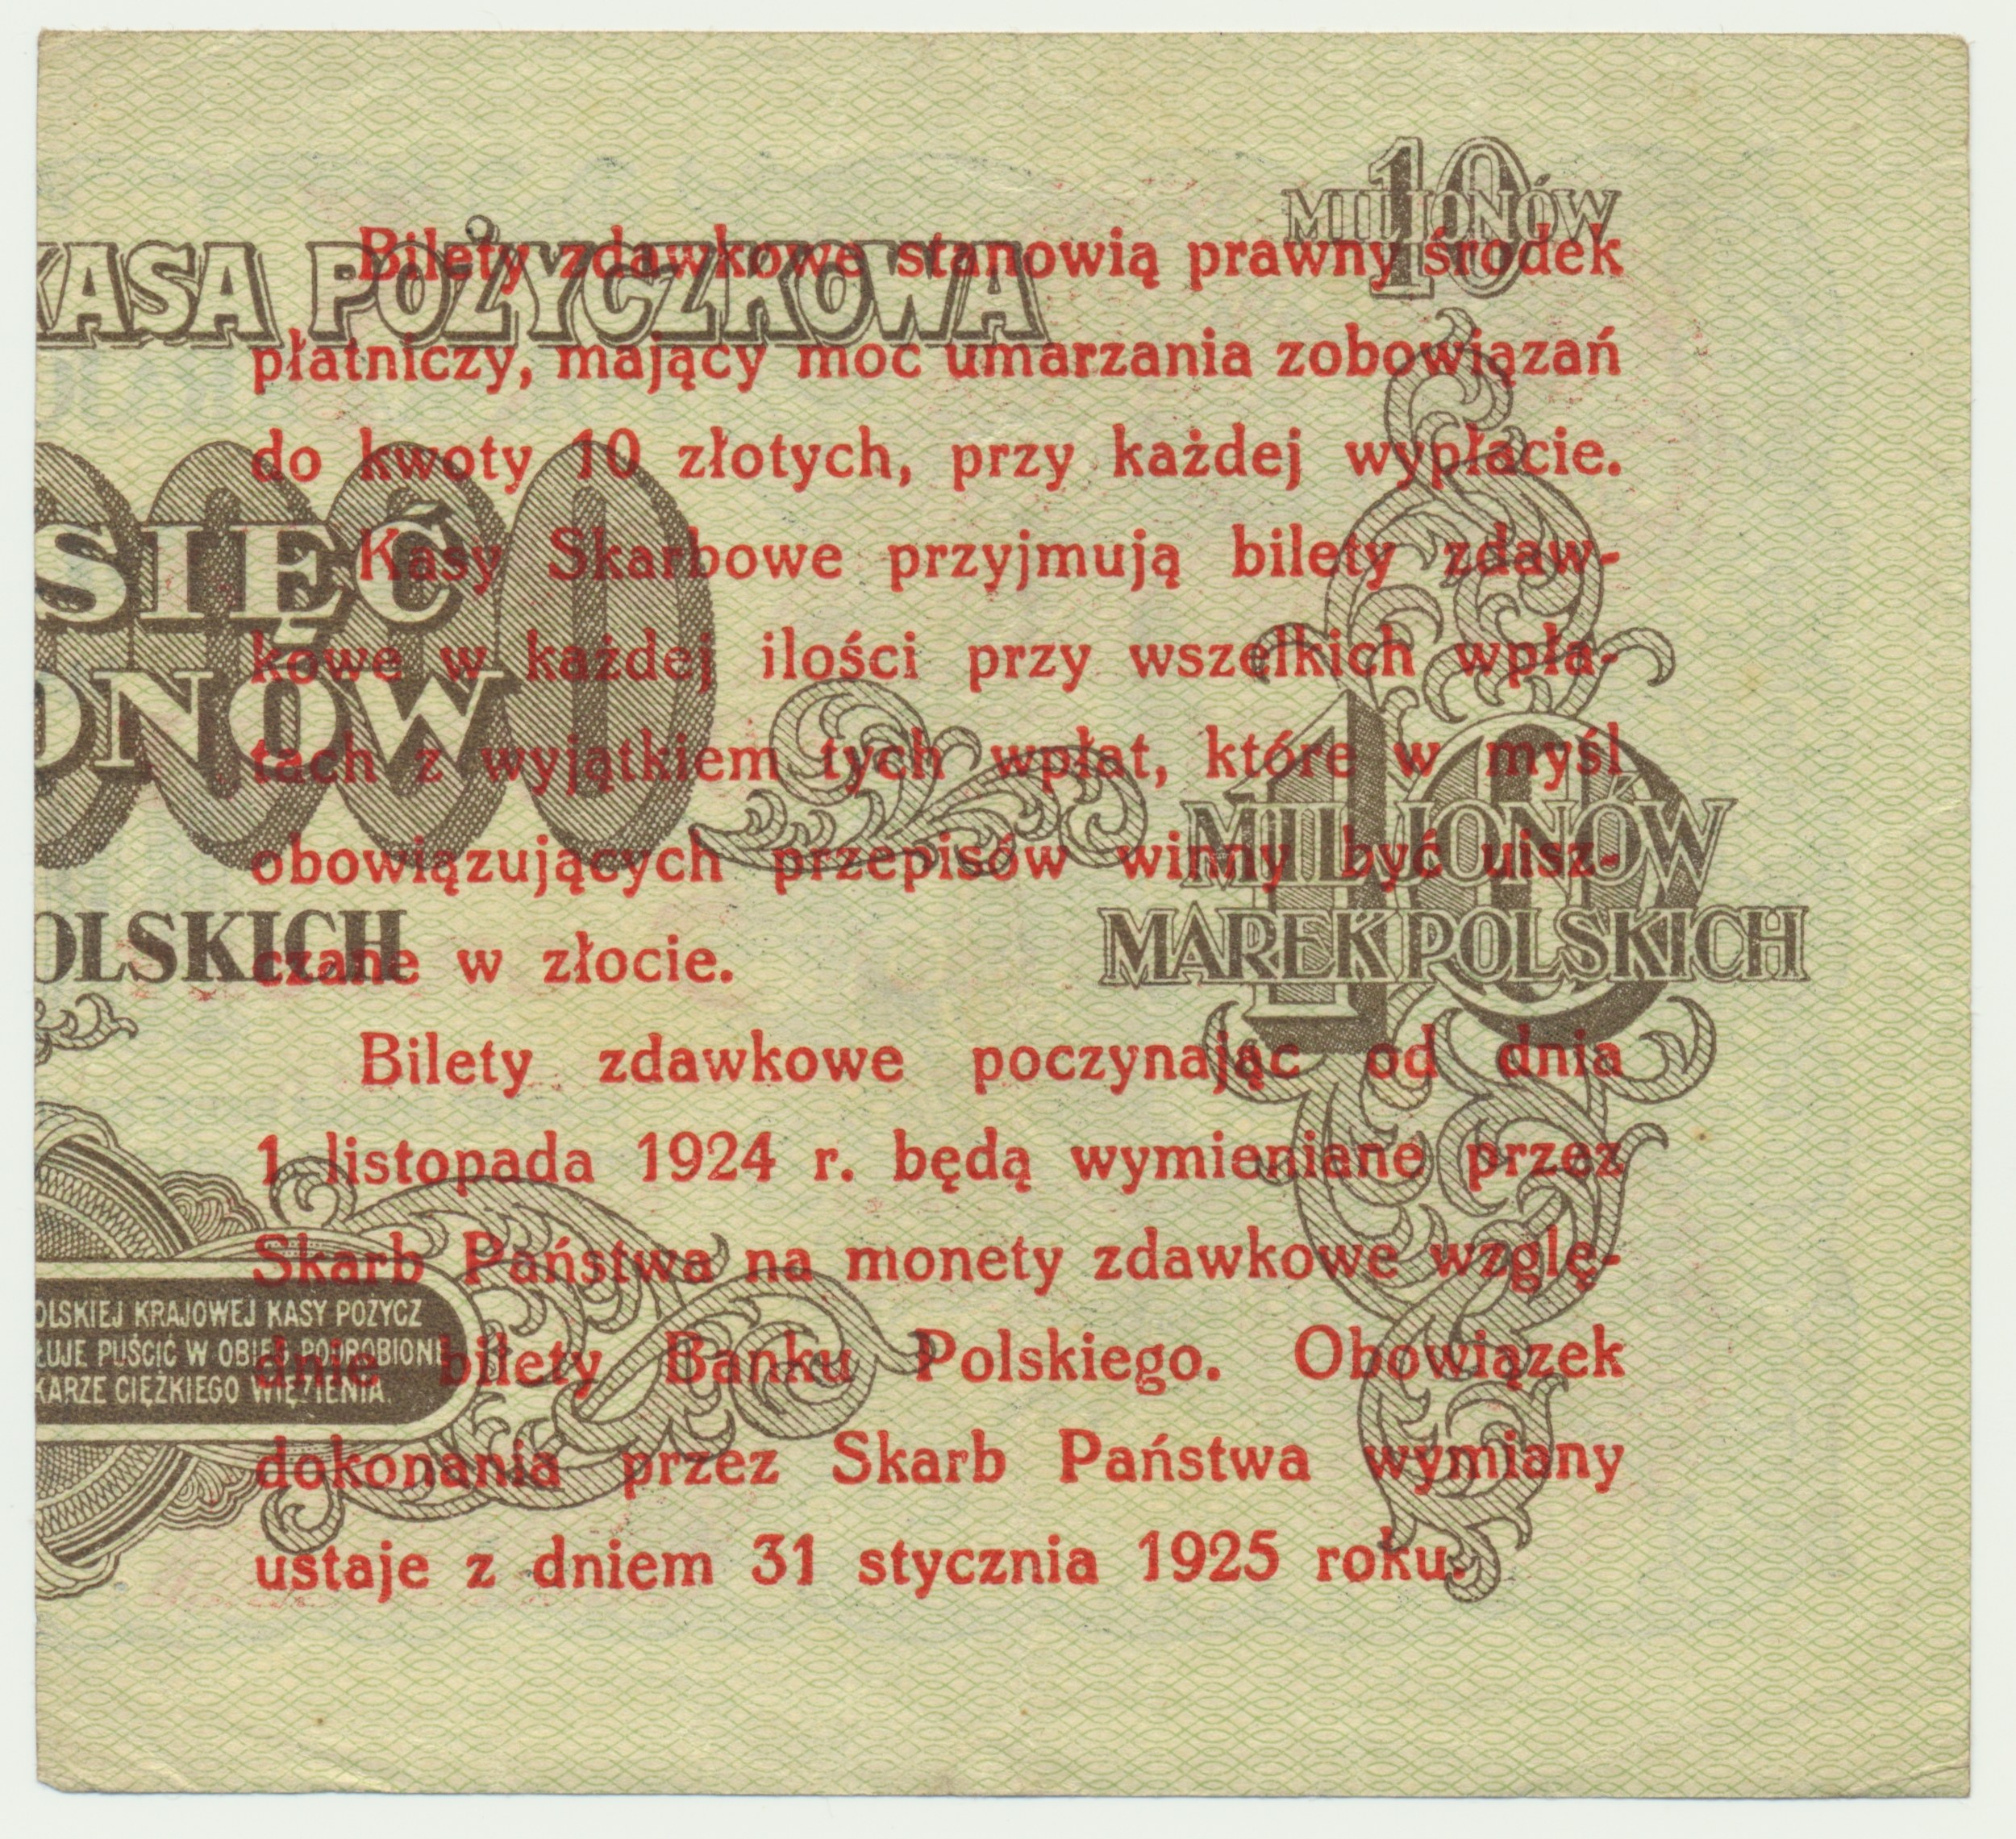 10
MILIONÓW
KASA POŻYCZKOWA
Bilety zdawkowe stanowią prawny środek
płatniczy, mający moc umarzania zobowiązań
do kwoty 10 złotych, przy każdej wypłacie.
Kasy Skarbowe przyjmują bilety zdaw-
kowe w każdej ilości przy wszelkich wpła-
tach z wyjątkiem tych wpłat, które w myśl
obowiązujących przepisów winny być uisz-
czane w złocie.
Bilety zdawkowe poczynając od dnia
1 listopada 1924 r. będą wymieniane przez
Skarb Państwa na monety zdawkowe wzglę-
dnie bilety Banku Polskiego. Obowiązek
dokonania przez Skarb Państwa wymiany
ustaje z dniem 31 stycznia 1925 roku.
000
SIĘĆ
ONÓW
OLSKICH
10
MILJONÓW
MAREK POLSKICH
OLSKIEJ KRAJOWEJ KASY POŻYCZ
ŁUJE PUŚCIĆ W OBIEG PODROBIONE
KARZE CIĘŻKIEGO WIĘZIENIA.